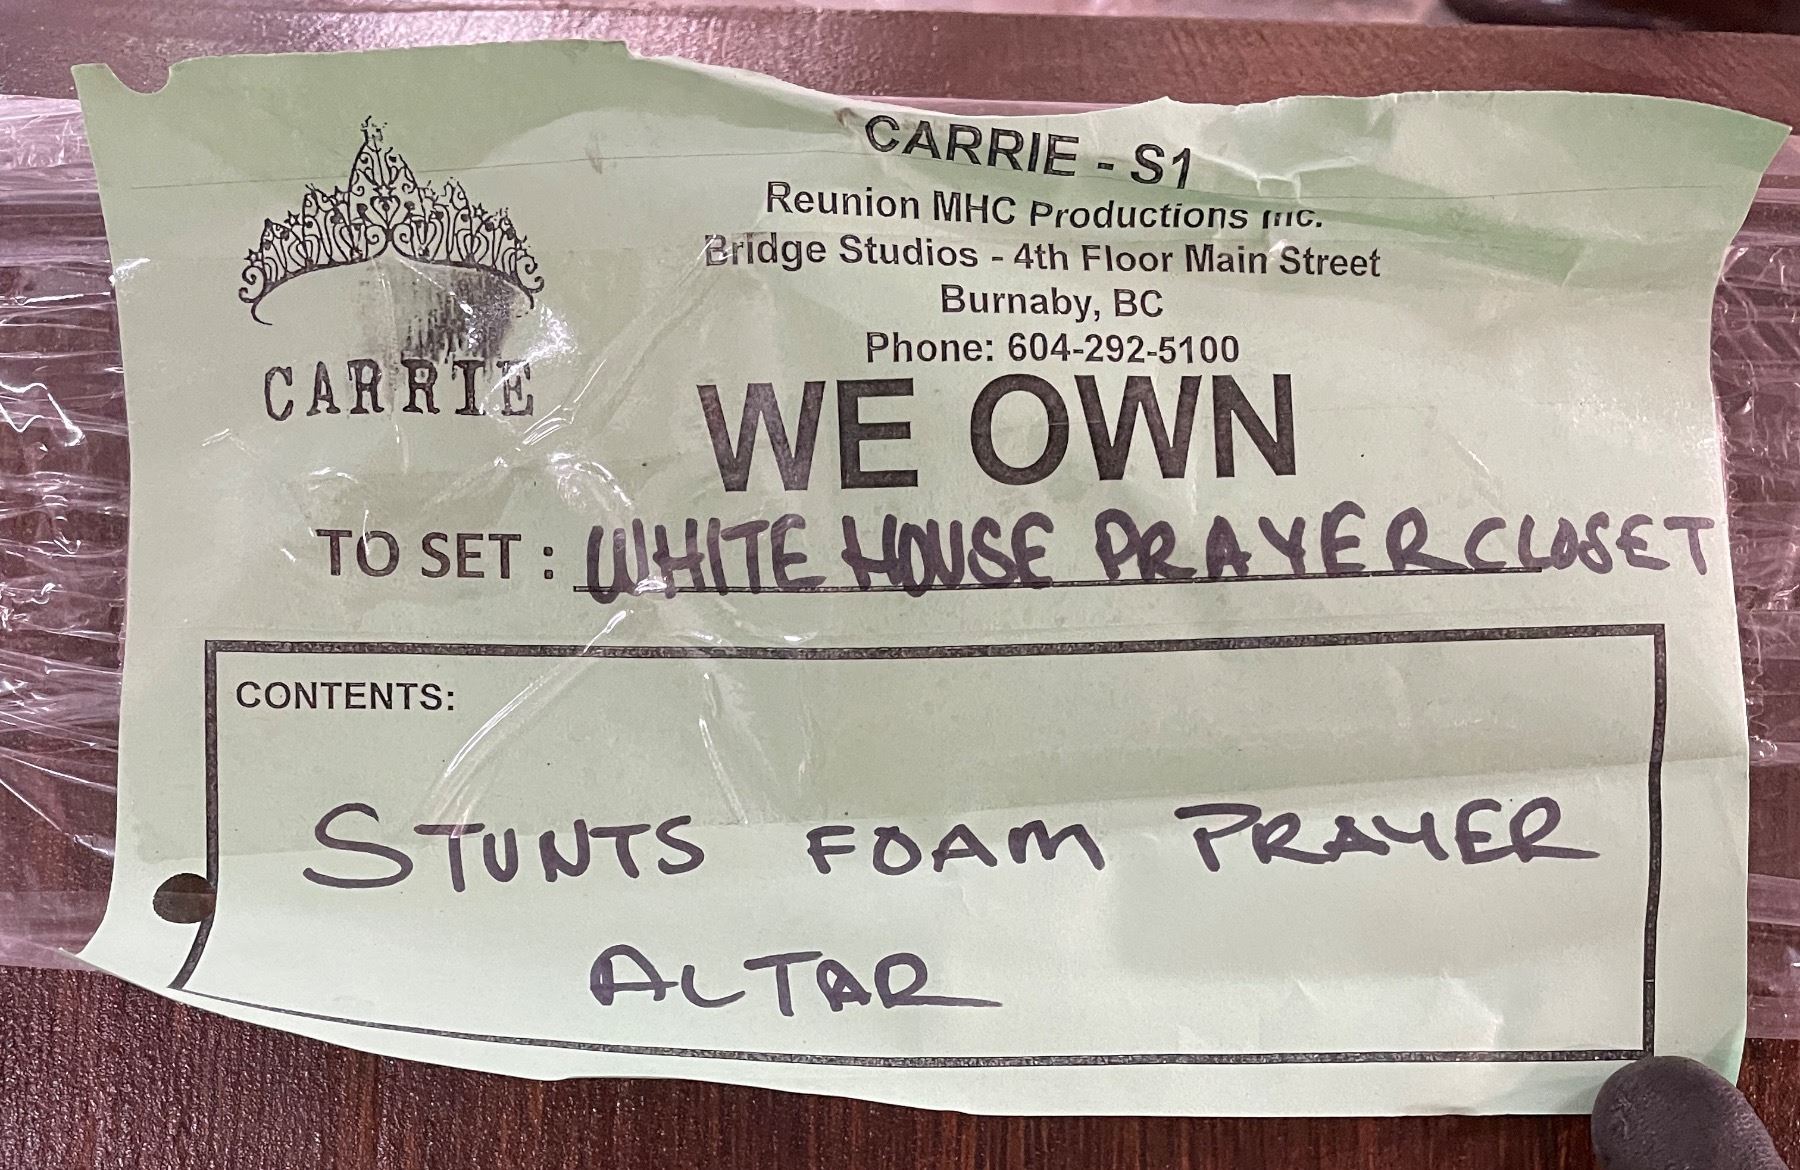 CARRIE - S1
Reunion MHC Productions Inc.
Bridge Studios - 4th Floor Main Street
Burnaby, BC
Phone: 604-292-5100
CARRIE
WE OWN
TO SET : WHITE HOUSE PRAYER CLOSET
CONTENTS:
STUNTS FOAM PRAYER
ALTAR